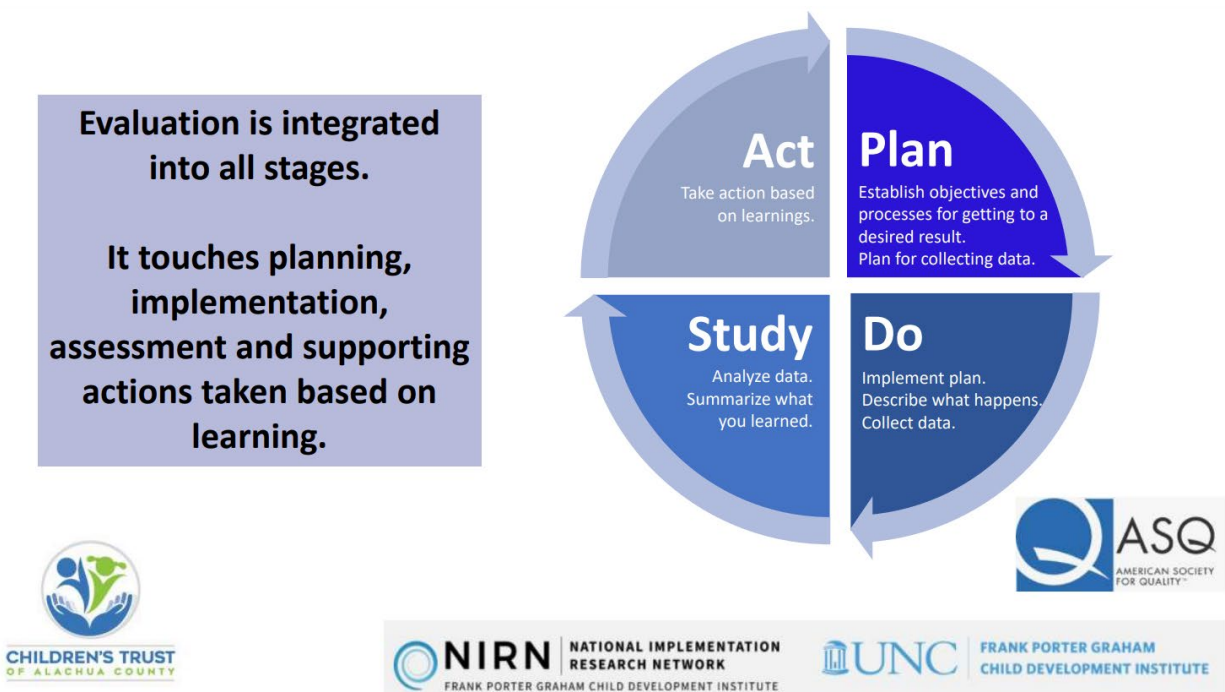 Evaluation is integrated
into all stages.
It touches planning,
implementation,
assessment and supporting
actions taken based on
learning.
Act
Take action based
on learnings.
Plan
Establish objectives and
processes for getting to a
desired result.
Plan for collecting data.
Study
Analyze data.
Summarize what
you learned.
Do
Implement plan.
Describe what happens.
Collect data.
ASQ
AMERICAN SOCIETY
FOR QUALITY™
CHILDREN'S TRUST
OF ALACHUA COUNTY
NIRN
NATIONAL IMPLEMENTATION
RESEARCH NETWORK
FRANK PORTER GRAHAM CHILD DEVELOPMENT INSTITUTE
UNC
FRANK PORTER GRAHAM
CHILD DEVELOPMENT INSTITUTE